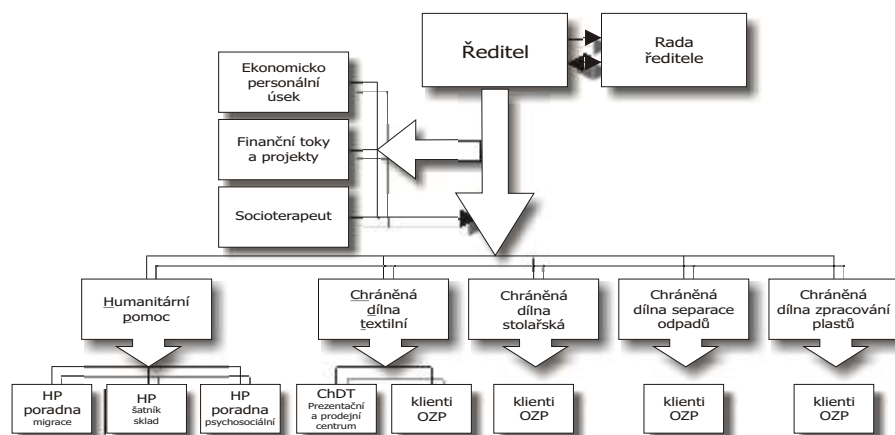 Ředitel
Rada
ředitele
Ekonomicko
personální
úsek
Finanční toky
a projekty
Socioterapeut
Humanitární
pomoc
Chráněná
dílna
textilní
Chráněná
dílna
stolařská
Chráněná
dílna separace
odpadů
Chráněná
dílna zpracování
plastů
HP
poradna
migrace
HP
šatník
sklad
HP
poradna
psychosociální
ChDT
Prezentační
a prodejní
centrum
klienti
OZP
klienti
OZP
klienti
OZP
klienti
OZP